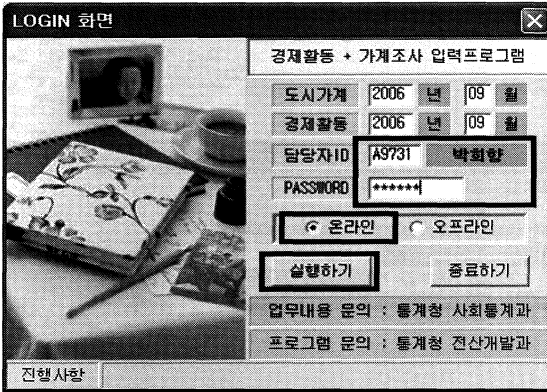 LOGIN 화면
경제활동 + 가계조사 입력프로그램
도시가계 2006 년 09 월
경제활동 2006 년 09 월
담당자ID A9731 박희향
PASSWORD ******
온라인 오프라인
실행하기 종료하기
업무내용 문의 : 통계청 사회통계과
프로그램 문의 : 통계청 전산개발과
진행사항